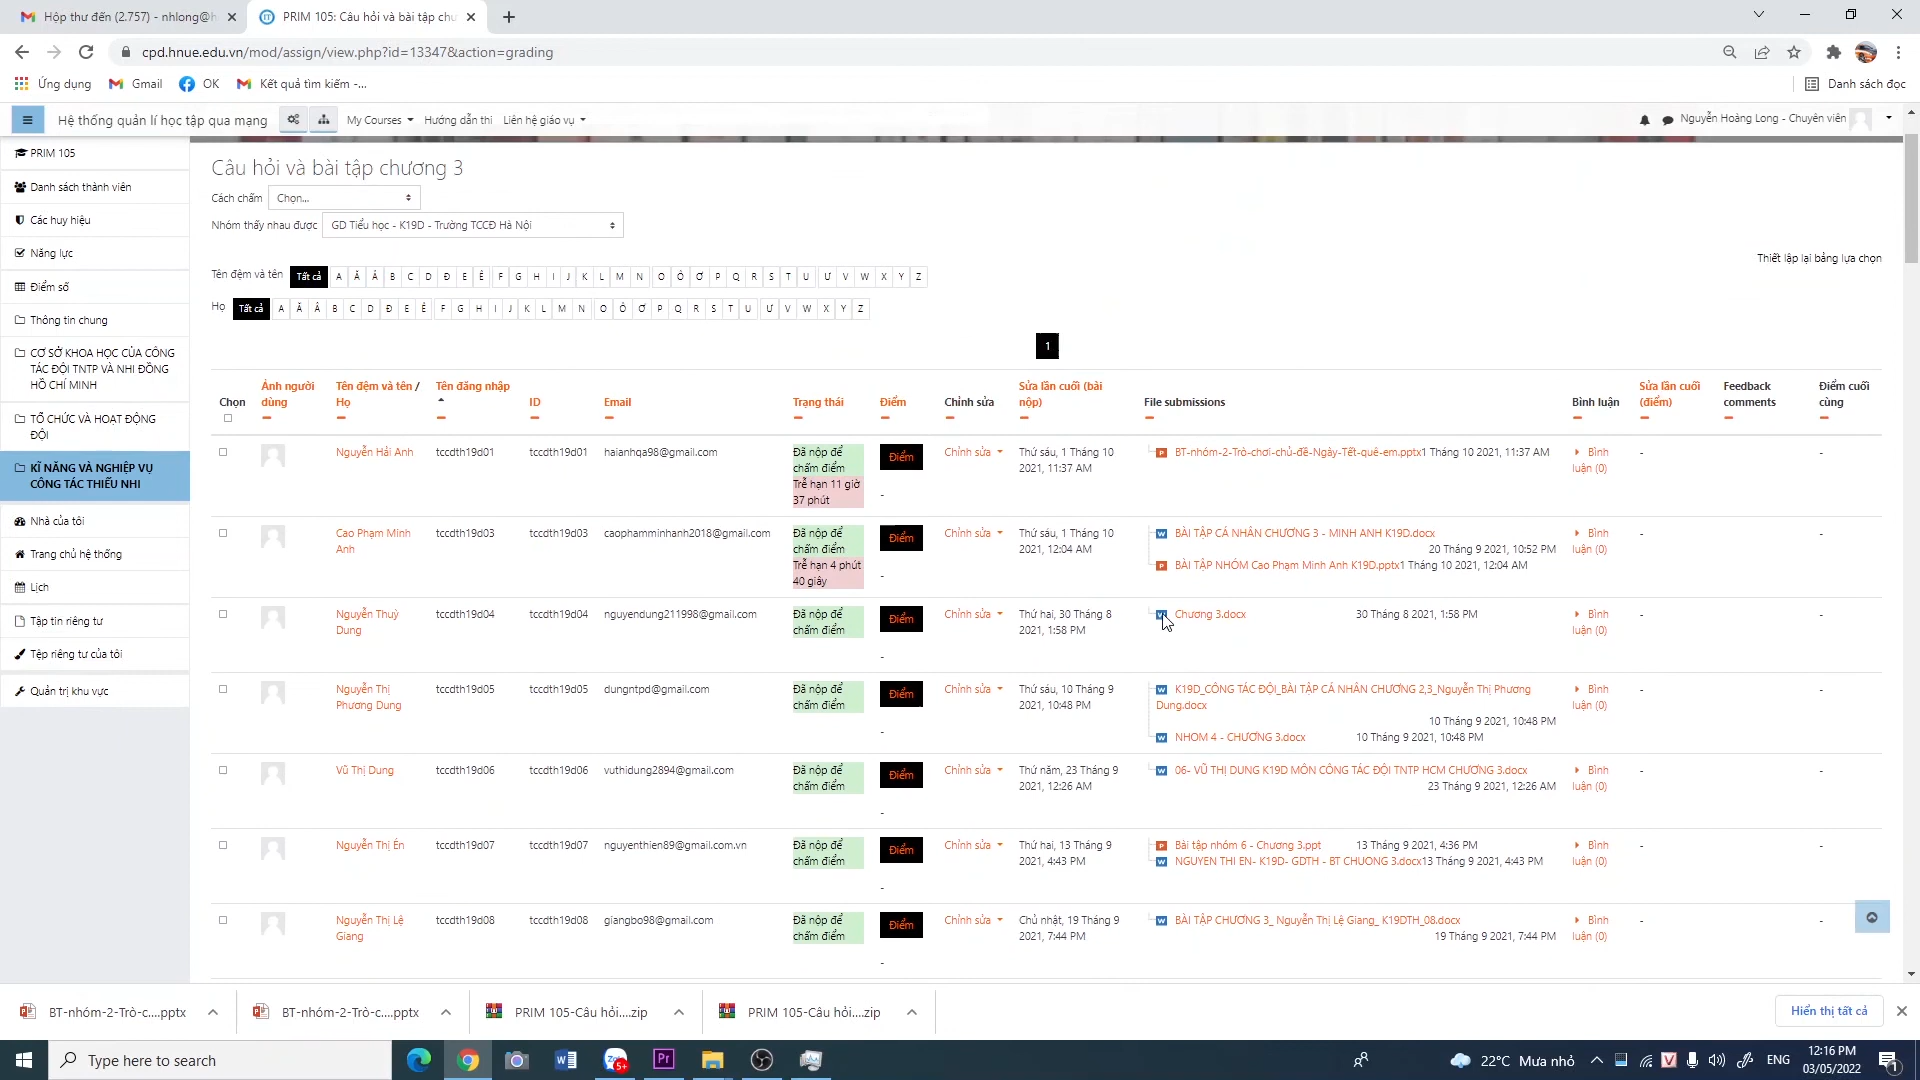 Hộp thư đến (2.757) - nhlong@h
PRIM 105: Câu hỏi và bài tập chư
cpd.hnue.edu.vn/mod/assign/view.php?id=13347&action=grading
Ứng dụng Gmail OK Kết quả tìm kiếm -... Danh sách đọc
Hệ thống quản lí học tập qua mạng My Courses Hướng dẫn thi Liên hệ giáo vụ Nguyễn Hoàng Long - Chuyên viên
PRIM 105
Danh sách thành viên
Các huy hiệu
Năng lực
Điểm số
Thông tin chung
CƠ SỞ KHOA HỌC CỦA CÔNG
TÁC ĐỘI TNTP VÀ NHI ĐỒNG
HỒ CHÍ MINH
TỔ CHỨC VÀ HOẠT ĐỘNG
ĐỘI
KĨ NĂNG VÀ NGHIỆP VỤ
CÔNG TÁC THIẾU NHI
Nhà của tôi
Trang chủ hệ thống
Lịch
Tập tin riêng tư
Tệp riêng tư của tôi
Quản trị khu vực
Câu hỏi và bài tập chương 3
Cách chấm Chọn...
Nhóm thấy nhau được GD Tiểu học - K19D - Trường TCCĐ Hà Nội
Thiết lập lại bảng lựa chọn
Tên đệm và tên Tất cả A Ă Â B C D Đ E Ê F G H I J K L M N O Ô Ơ P Q R S T U Ư V W X Y Z
Họ Tất cả A Ă Â B C D Đ E Ê F G H I J K L M N O Ô Ơ P Q R S T U Ư V W X Y Z
1
Chọn
Ảnh người
dùng
Tên đệm và tên /
Họ
Tên đăng nhập
ID
Email
Trạng thái
Điểm
Chỉnh sửa
Sửa lần cuối (bài
nộp)
File submissions
Bình luận
Sửa lần cuối
(điểm)
Feedback
comments
Điểm cuối
cùng
Nguyễn Hải Anh tccdth19d01 tccdth19d01 haianhqa98@gmail.com
Đã nộp để
chấm điểm
Trễ hạn 11 giờ
37 phút
Điểm
-
Chỉnh sửa
Thứ sáu, 1 Tháng 10
2021, 11:37 AM
BT-nhóm-2-Trò-chơi-chủ-đề-Ngày-Tết-quê-em.pptx1 Tháng 10 2021, 11:37 AM
Bình
luận (0)
- -
Cao Phạm Minh
Anh
tccdth19d03 tccdth19d03 caophamminhanh2018@gmail.com
Đã nộp để
chấm điểm
Trễ hạn 4 phút
40 giây
Điểm
-
Chỉnh sửa
Thứ sáu, 1 Tháng 10
2021, 12:04 AM
BÀI TẬP CÁ NHÂN CHƯƠNG 3 - MINH ANH K19D.docx
20 Tháng 9 2021, 10:52 PM
BÀI TẬP NHÓM Cao Phạm Minh Anh K19D.pptx1 Tháng 10 2021, 12:04 AM
Bình
luận (0)
- -
Nguyễn Thuỳ
Dung
tccdth19d04 tccdth19d04 nguyendung211998@gmail.com
Đã nộp để
chấm điểm
Điểm
-
Chỉnh sửa
Thứ hai, 30 Tháng 8
2021, 1:58 PM
Chương 3.docx 30 Tháng 8 2021, 1:58 PM
Bình
luận (0)
- -
Nguyễn Thị
Phương Dung
tccdth19d05 tccdth19d05 dungntpd@gmail.com
Đã nộp để
chấm điểm
Điểm
-
Chỉnh sửa
Thứ sáu, 10 Tháng 9
2021, 10:48 PM
K19D_CÔNG TÁC ĐỘI_BÀI TẬP CÁ NHÂN CHƯƠNG 2,3_Nguyễn Thị Phương
Dung.docx
10 Tháng 9 2021, 10:48 PM
NHOM 4 - CHƯƠNG 3.docx 10 Tháng 9 2021, 10:48 PM
Bình
luận (0)
- -
Vũ Thị Dung tccdth19d06 tccdth19d06 vuthidung2894@gmail.com
Đã nộp để
chấm điểm
Điểm
-
Chỉnh sửa
Thứ năm, 23 Tháng 9
2021, 12:26 AM
06- VŨ THỊ DUNG K19D MÔN CÔNG TÁC ĐỘI TNTP HCM CHƯƠNG 3.docx
23 Tháng 9 2021, 12:26 AM
Bình
luận (0)
- -
Nguyễn Thị Én tccdth19d07 tccdth19d07 nguyenthien89@gmail.com.vn
Đã nộp để
chấm điểm
Điểm
-
Chỉnh sửa
Thứ hai, 13 Tháng 9
2021, 4:43 PM
Bài tập nhóm 6 - Chương 3.ppt 13 Tháng 9 2021, 4:36 PM
NGUYEN THI EN- K19D- GDTH - BT CHUONG 3.docx13 Tháng 9 2021, 4:43 PM
Bình
luận (0)
- -
Nguyễn Thị Lệ
Giang
tccdth19d08 tccdth19d08 giangbo98@gmail.com
Đã nộp để
chấm điểm
Điểm
-
Chỉnh sửa
Chủ nhật, 19 Tháng 9
2021, 7:44 PM
BÀI TẬP CHƯƠNG 3_ Nguyễn Thị Lệ Giang_ K19DTH_08.docx
19 Tháng 9 2021, 7:44 PM
Bình
luận (0)
- -
BT-nhóm-2-Trò-c....pptx BT-nhóm-2-Trò-c....pptx PRIM 105-Câu hỏi....zip PRIM 105-Câu hỏi....zip Hiển thị tất cả
Type here to search
22°C Mưa nhỏ ENG
12:16 PM
03/05/2022